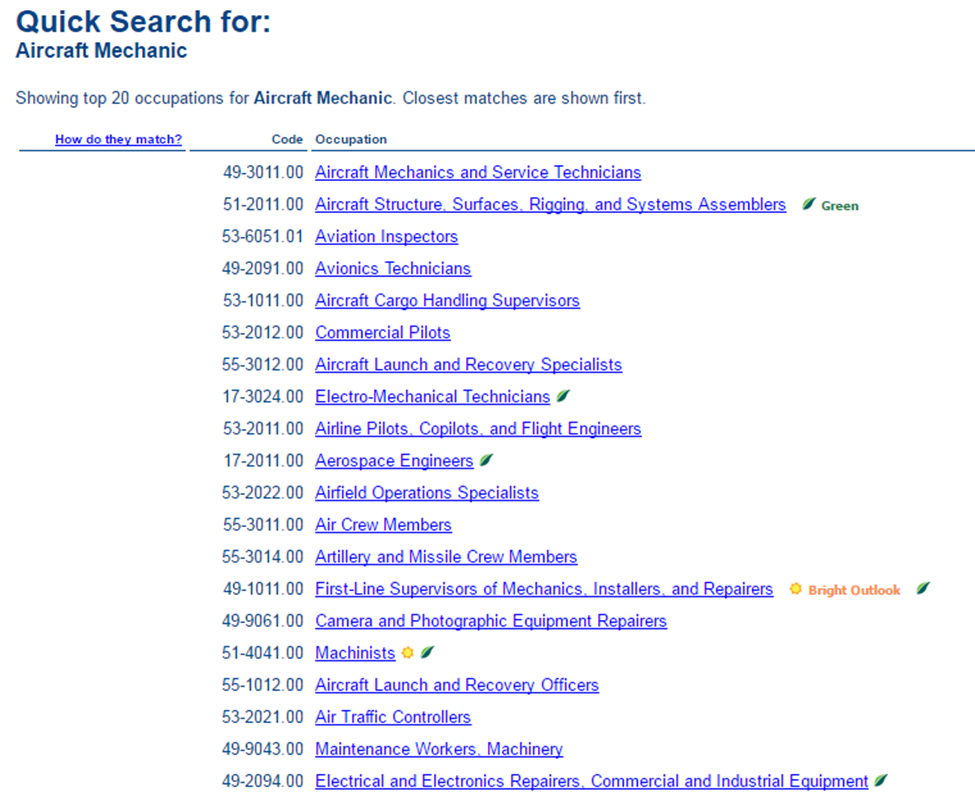 Quick Search for:
Aircraft Mechanic
Showing top 20 occupations for Aircraft Mechanic. Closest matches are shown first.
How do they match? Code Occupation
49-3011.00 Aircraft Mechanics and Service Technicians
51-2011.00 Aircraft Structure, Surfaces, Rigging, and Systems Assemblers Green
53-6051.01 Aviation Inspectors
49-2091.00 Avionics Technicians
53-1011.00 Aircraft Cargo Handling Supervisors
53-2012.00 Commercial Pilots
55-3012.00 Aircraft Launch and Recovery Specialists
17-3024.00 Electro-Mechanical Technicians
53-2011.00 Airline Pilots, Copilots, and Flight Engineers
17-2011.00 Aerospace Engineers
53-2022.00 Airfield Operations Specialists
55-3011.00 Air Crew Members
55-3014.00 Artillery and Missile Crew Members
49-1011.00 First-Line Supervisors of Mechanics, Installers, and Repairers Bright Outlook
49-9061.00 Camera and Photographic Equipment Repairers
51-4041.00 Machinists
55-1012.00 Aircraft Launch and Recovery Officers
53-2021.00 Air Traffic Controllers
49-9043.00 Maintenance Workers, Machinery
49-2094.00 Electrical and Electronics Repairers, Commercial and Industrial Equipment